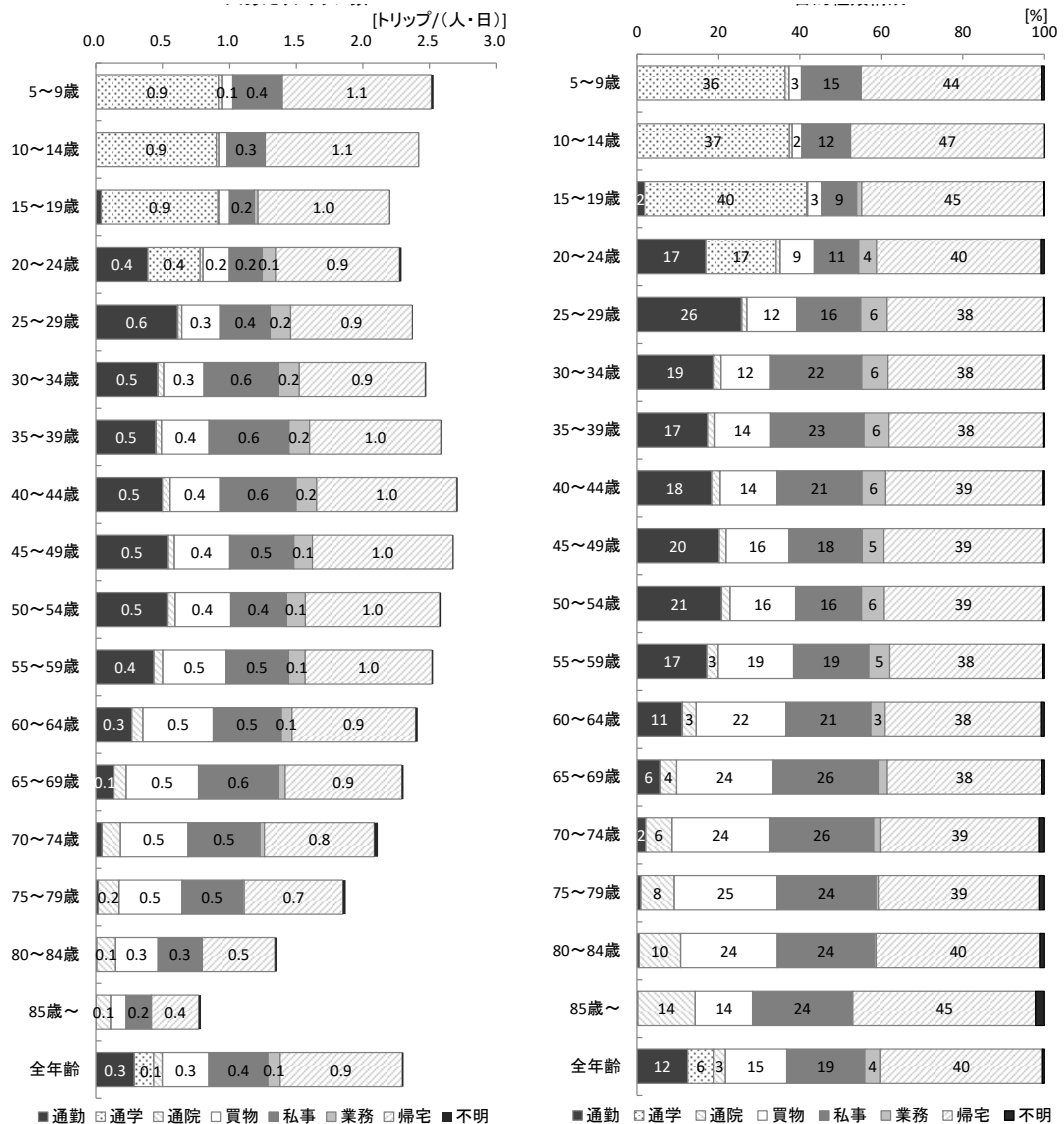 [トリップ/(人・日)]
0.0 0.5 1.0 1.5 2.0 2.5 3.0
5~9歳 0.9 0.1 0.4 1.1
10~14歳 0.9 0.3 1.1
15~19歳 0.9 0.2 1.0
20~24歳 0.4 0.4 0.2 0.2 0.1 0.9
25~29歳 0.6 0.3 0.4 0.2 0.9
30~34歳 0.5 0.3 0.6 0.2 0.9
35~39歳 0.5 0.4 0.6 0.2 1.0
40~44歳 0.5 0.4 0.6 0.2 1.0
45~49歳 0.5 0.4 0.5 0.1 1.0
50~54歳 0.5 0.4 0.4 0.1 1.0
55~59歳 0.4 0.5 0.5 0.1 1.0
60~64歳 0.3 0.5 0.5 0.1 0.9
65~69歳 0.1 0.5 0.6 0.9
70~74歳 0.5 0.5 0.8
75~79歳 0.2 0.5 0.5 0.7
80~84歳 0.1 0.3 0.3 0.5
85歳~ 0.1 0.2 0.4
全年齢 0.3 0.1 0.3 0.4 0.1 0.9
■通勤 通学 通院 買物 私事 業務 帰宅 不明
[%]
0 20 40 60 80 100
5~9歳 36 3 15 44
10~14歳 37 2 12 47
15~19歳 2 40 3 9 45
20~24歳 17 17 9 11 4 40
25~29歳 26 12 16 6 38
30~34歳 19 12 22 6 38
35~39歳 17 14 23 6 38
40~44歳 18 14 21 6 39
45~49歳 20 16 18 5 39
50~54歳 21 16 16 6 39
55~59歳 17 3 19 19 5 38
60~64歳 11 3 22 21 3 38
65~69歳 6 4 24 26 38
70~74歳 2 6 24 26 39
75~79歳 8 25 24 39
80~84歳 10 24 24 40
85歳~ 14 14 24 45
全年齢 12 6 3 15 19 4 40
■通勤 通学 通院 買物 私事 業務 帰宅 不明